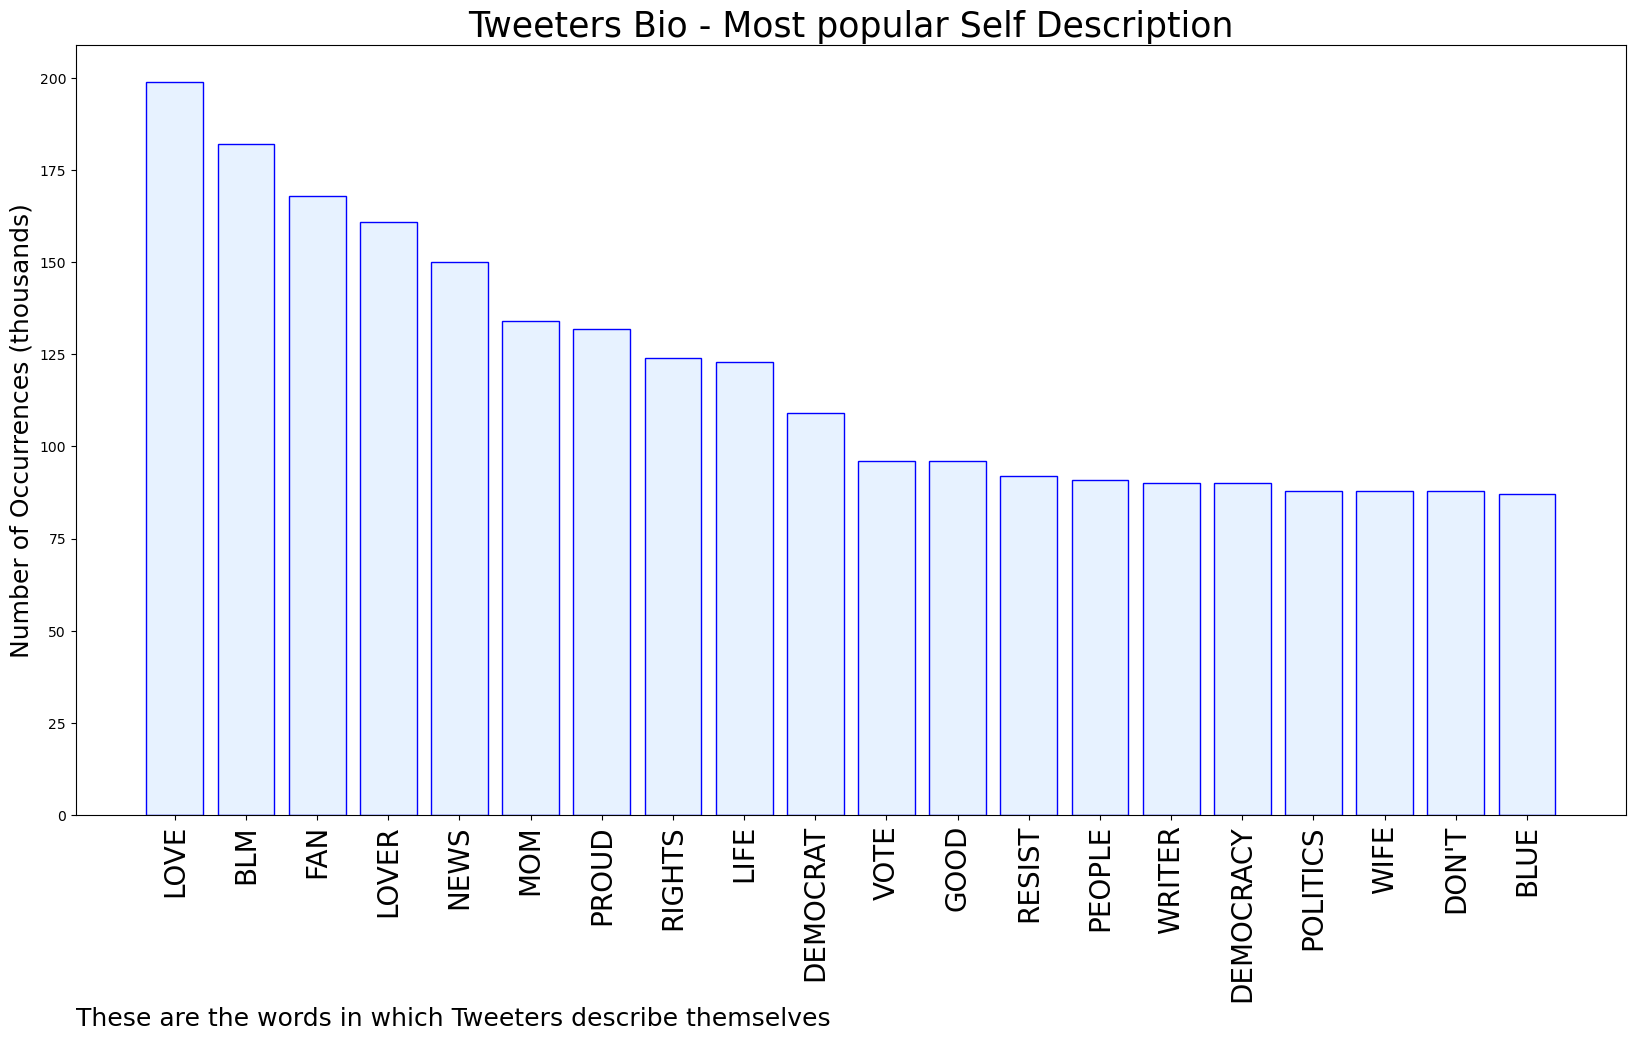 Tweeters Bio - Most popular Self Description
Number of Occurrences (thousands)
200
175
150
125
100
75
50
25
0
LOVE
BLM
FAN
LOVER
NEWS
MOM
PROUD
RIGHTS
LIFE
DEMOCRAT
VOTE
GOOD
RESIST
PEOPLE
WRITER
DEMOCRACY
POLITICS
WIFE
DON'T
BLUE
These are the words in which Tweeters describe themselves